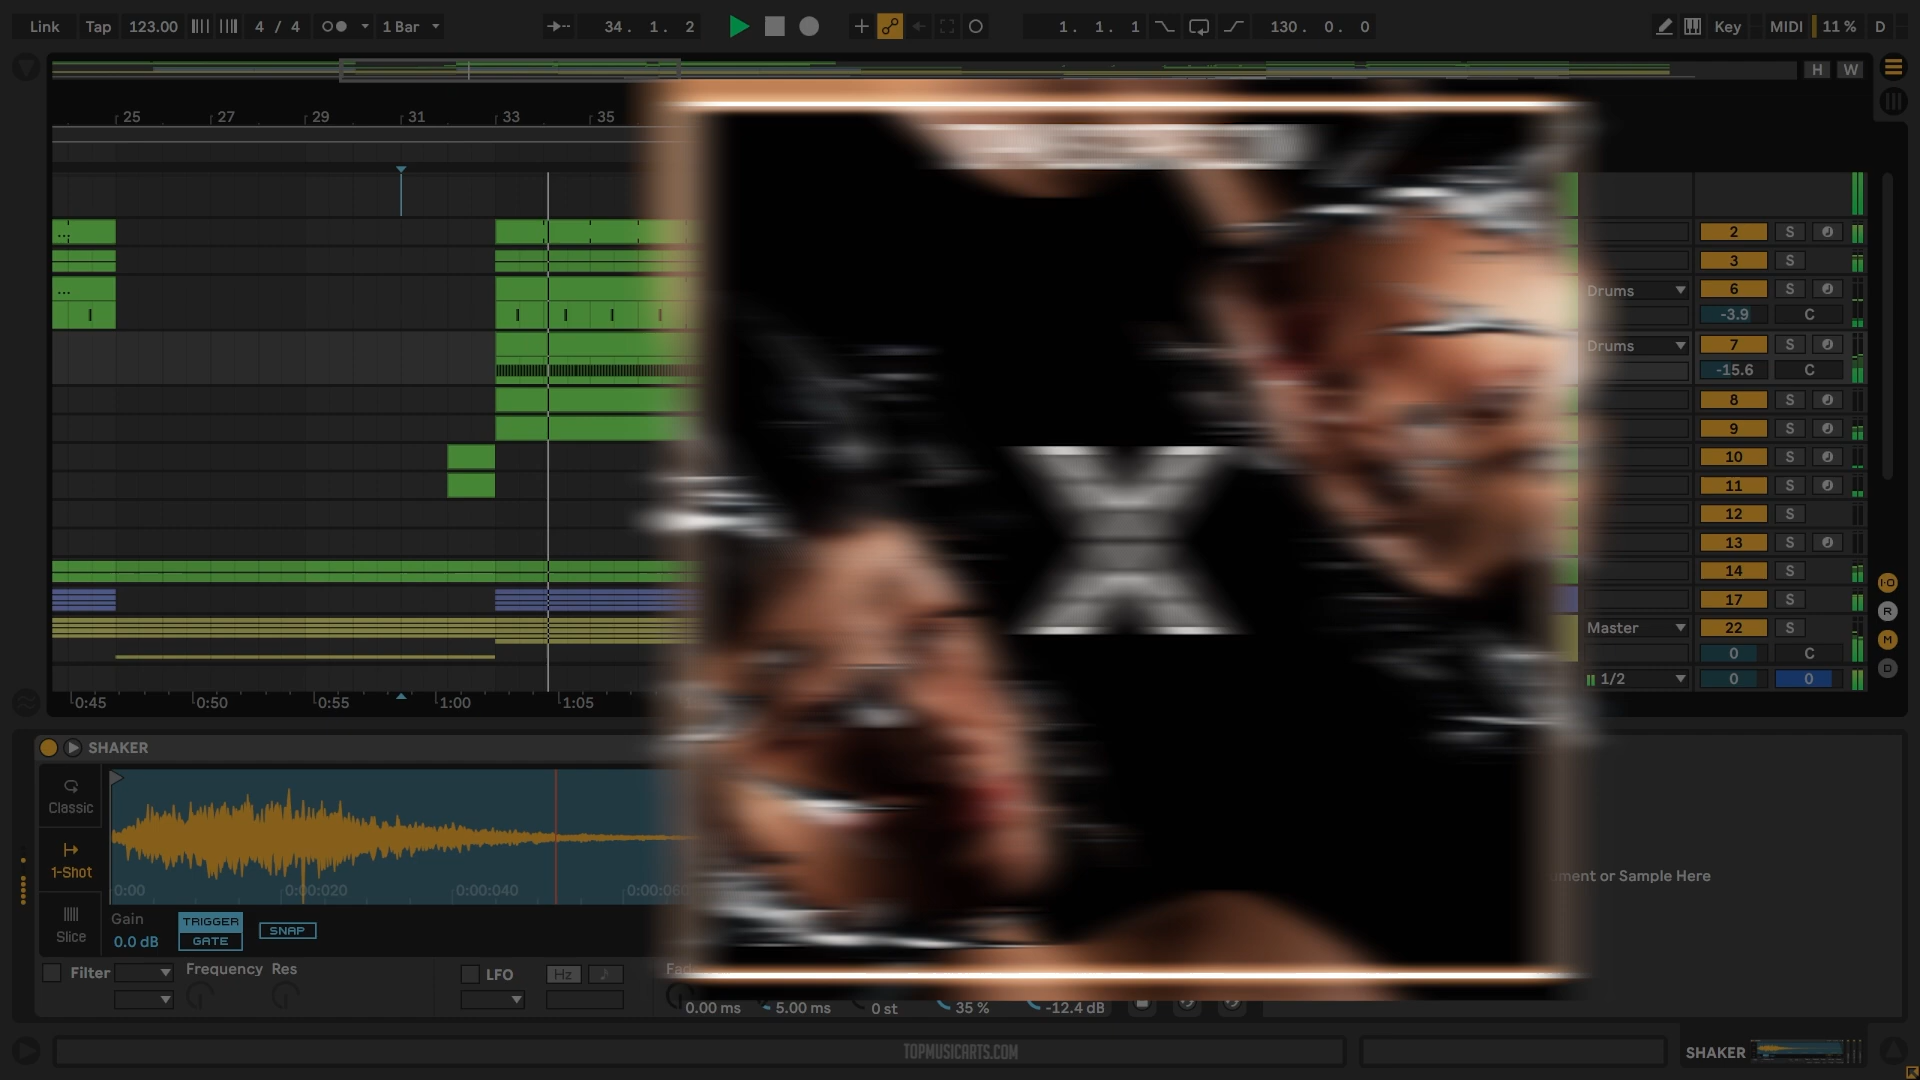 Link Tap 123.00 4 / 4 1 Bar 34. 1. 2 1. 1. 1 130. 0. 0 Key MIDI 11 % D
H W
25 27 29 31 33 35
2 S
3 S
Drums 6 S
-3.9 C
Drums 7 S
-15.6 C
8 S
9 S
10 S
11 S
12 S
13 S
14 S
17 S
Master 22 S
0 C
1/2 0 0
I·O
R
M
D
X
0:45 0:50 0:55 1:00 1:05
SHAKER
Classic
1-Shot
Slice
0:00 0:00:020 0:00:040 0:00:060
Gain
0.0 dB
TRIGGER
GATE
SNAP
ument or Sample Here
Filter Frequency Res LFO Hz Fad
0.00 ms 5.00 ms 0 st 35 % -12.4 dB
TOPMUSICARTS.COM
SHAKER